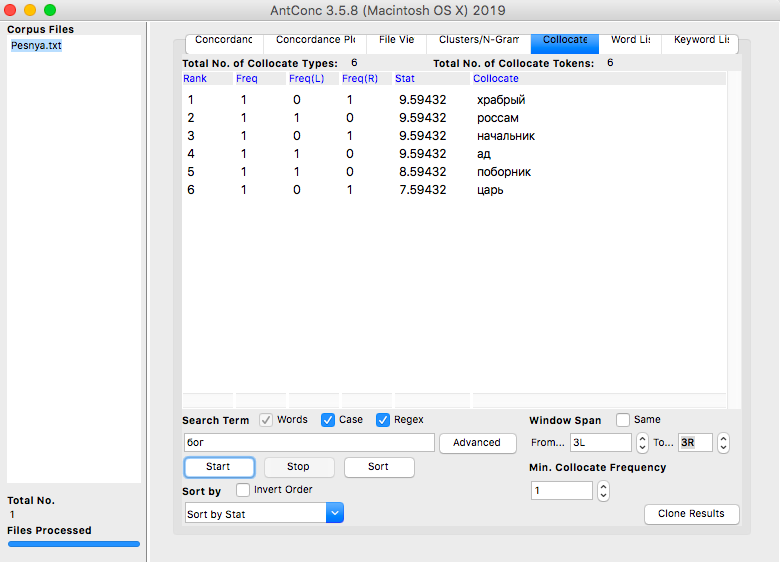 AntConc 3.5.8 (Macintosh OS X) 2019
Corpus Files
Pesnya.txt
Concordanc Concordance Plo File Vie Clusters/N-Gram Collocate Word Lis Keyword Lis
Total No. of Collocate Types: 6 Total No. of Collocate Tokens: 6
Rank Freq Freq(L) Freq(R) Stat Collocate
1 1 0 1 9.59432 храбрый
2 1 1 0 9.59432 россам
3 1 0 1 9.59432 начальник
4 1 1 0 9.59432 ад
5 1 1 0 8.59432 поборник
6 1 0 1 7.59432 царь
Search Term Words Case Regex Window Span Same
бог Advanced From... 3L To... 3R
Start Stop Sort Min. Collocate Frequency
Sort by Invert Order 1
Sort by Stat Clone Results
Total No.
1
Files Processed